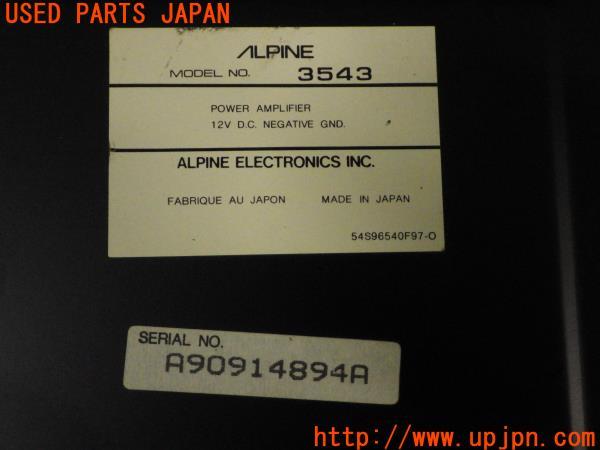 USED PARTS JAPAN
ALPINE
MODEL NO. 3543
POWER AMPLIFIER
12V D.C. NEGATIVE GND.
ALPINE ELECTRONICS INC.
FABRIQUE AU JAPON MADE IN JAPAN
54S96540F97-O
SERIAL NO.
A90914894A
http://www.upjpn.com/